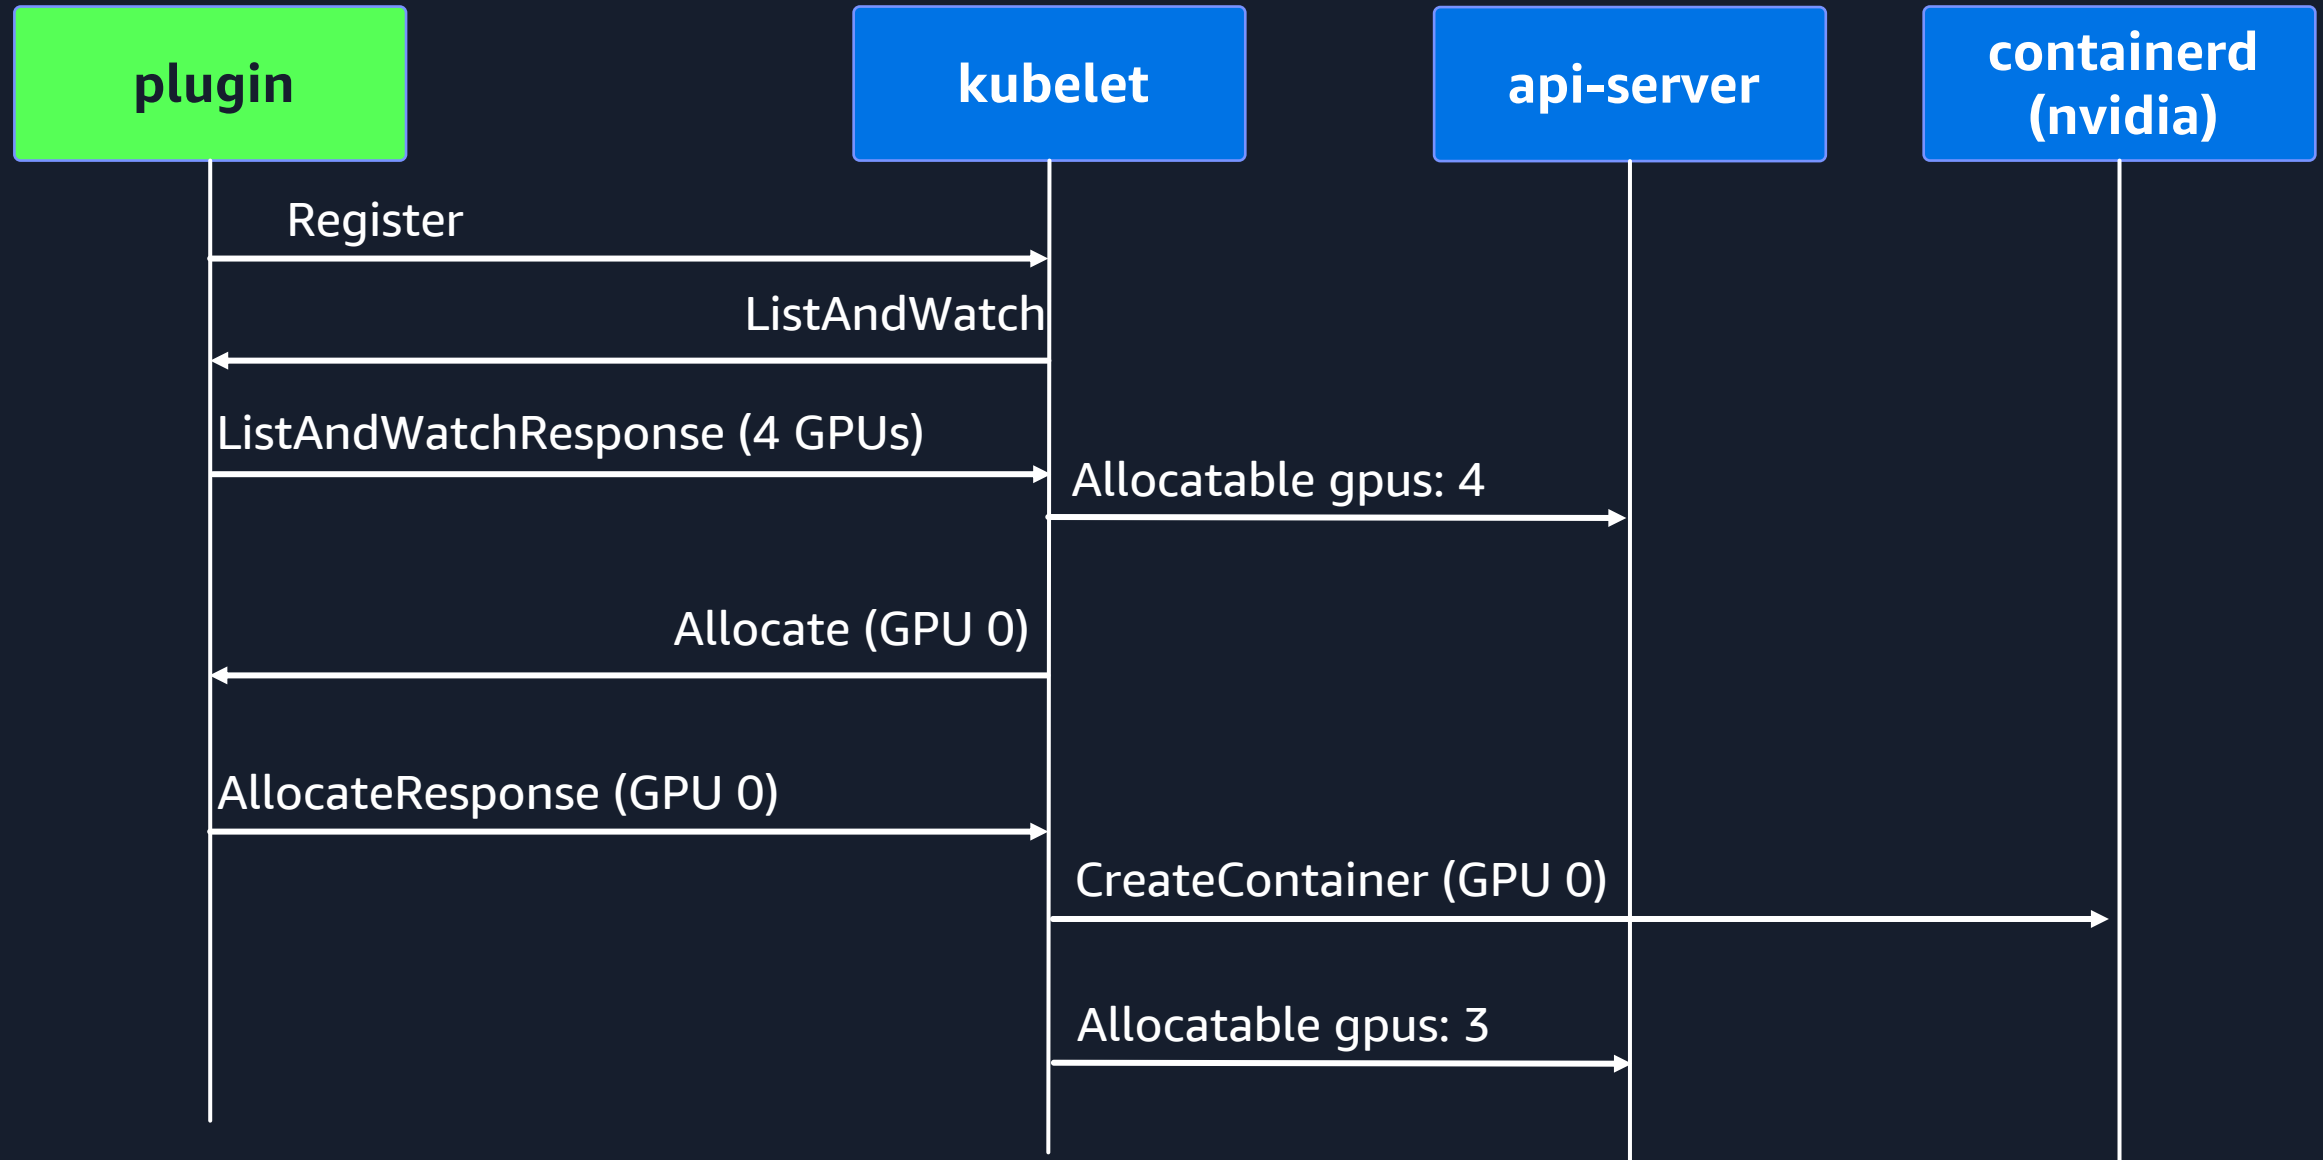 plugin
kubelet
api-server
containerd
(nvidia)
Register
ListAndWatch
ListAndWatchResponse (4 GPUs)
Allocatable gpus: 4
Allocate (GPU 0)
AllocateResponse (GPU 0)
CreateContainer (GPU 0)
Allocatable gpus: 3